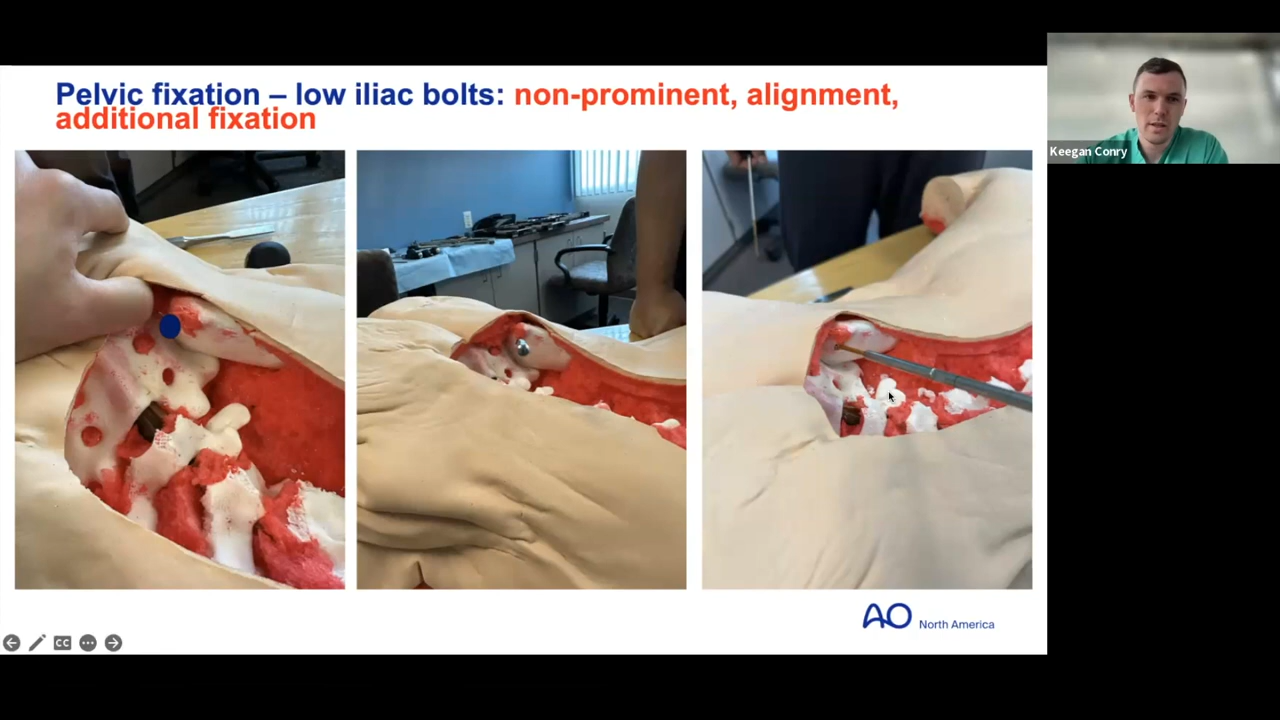 Pelvic fixation – low iliac bolts: non-prominent, alignment,
additional fixation
Keegan Conry
AO North America
CC